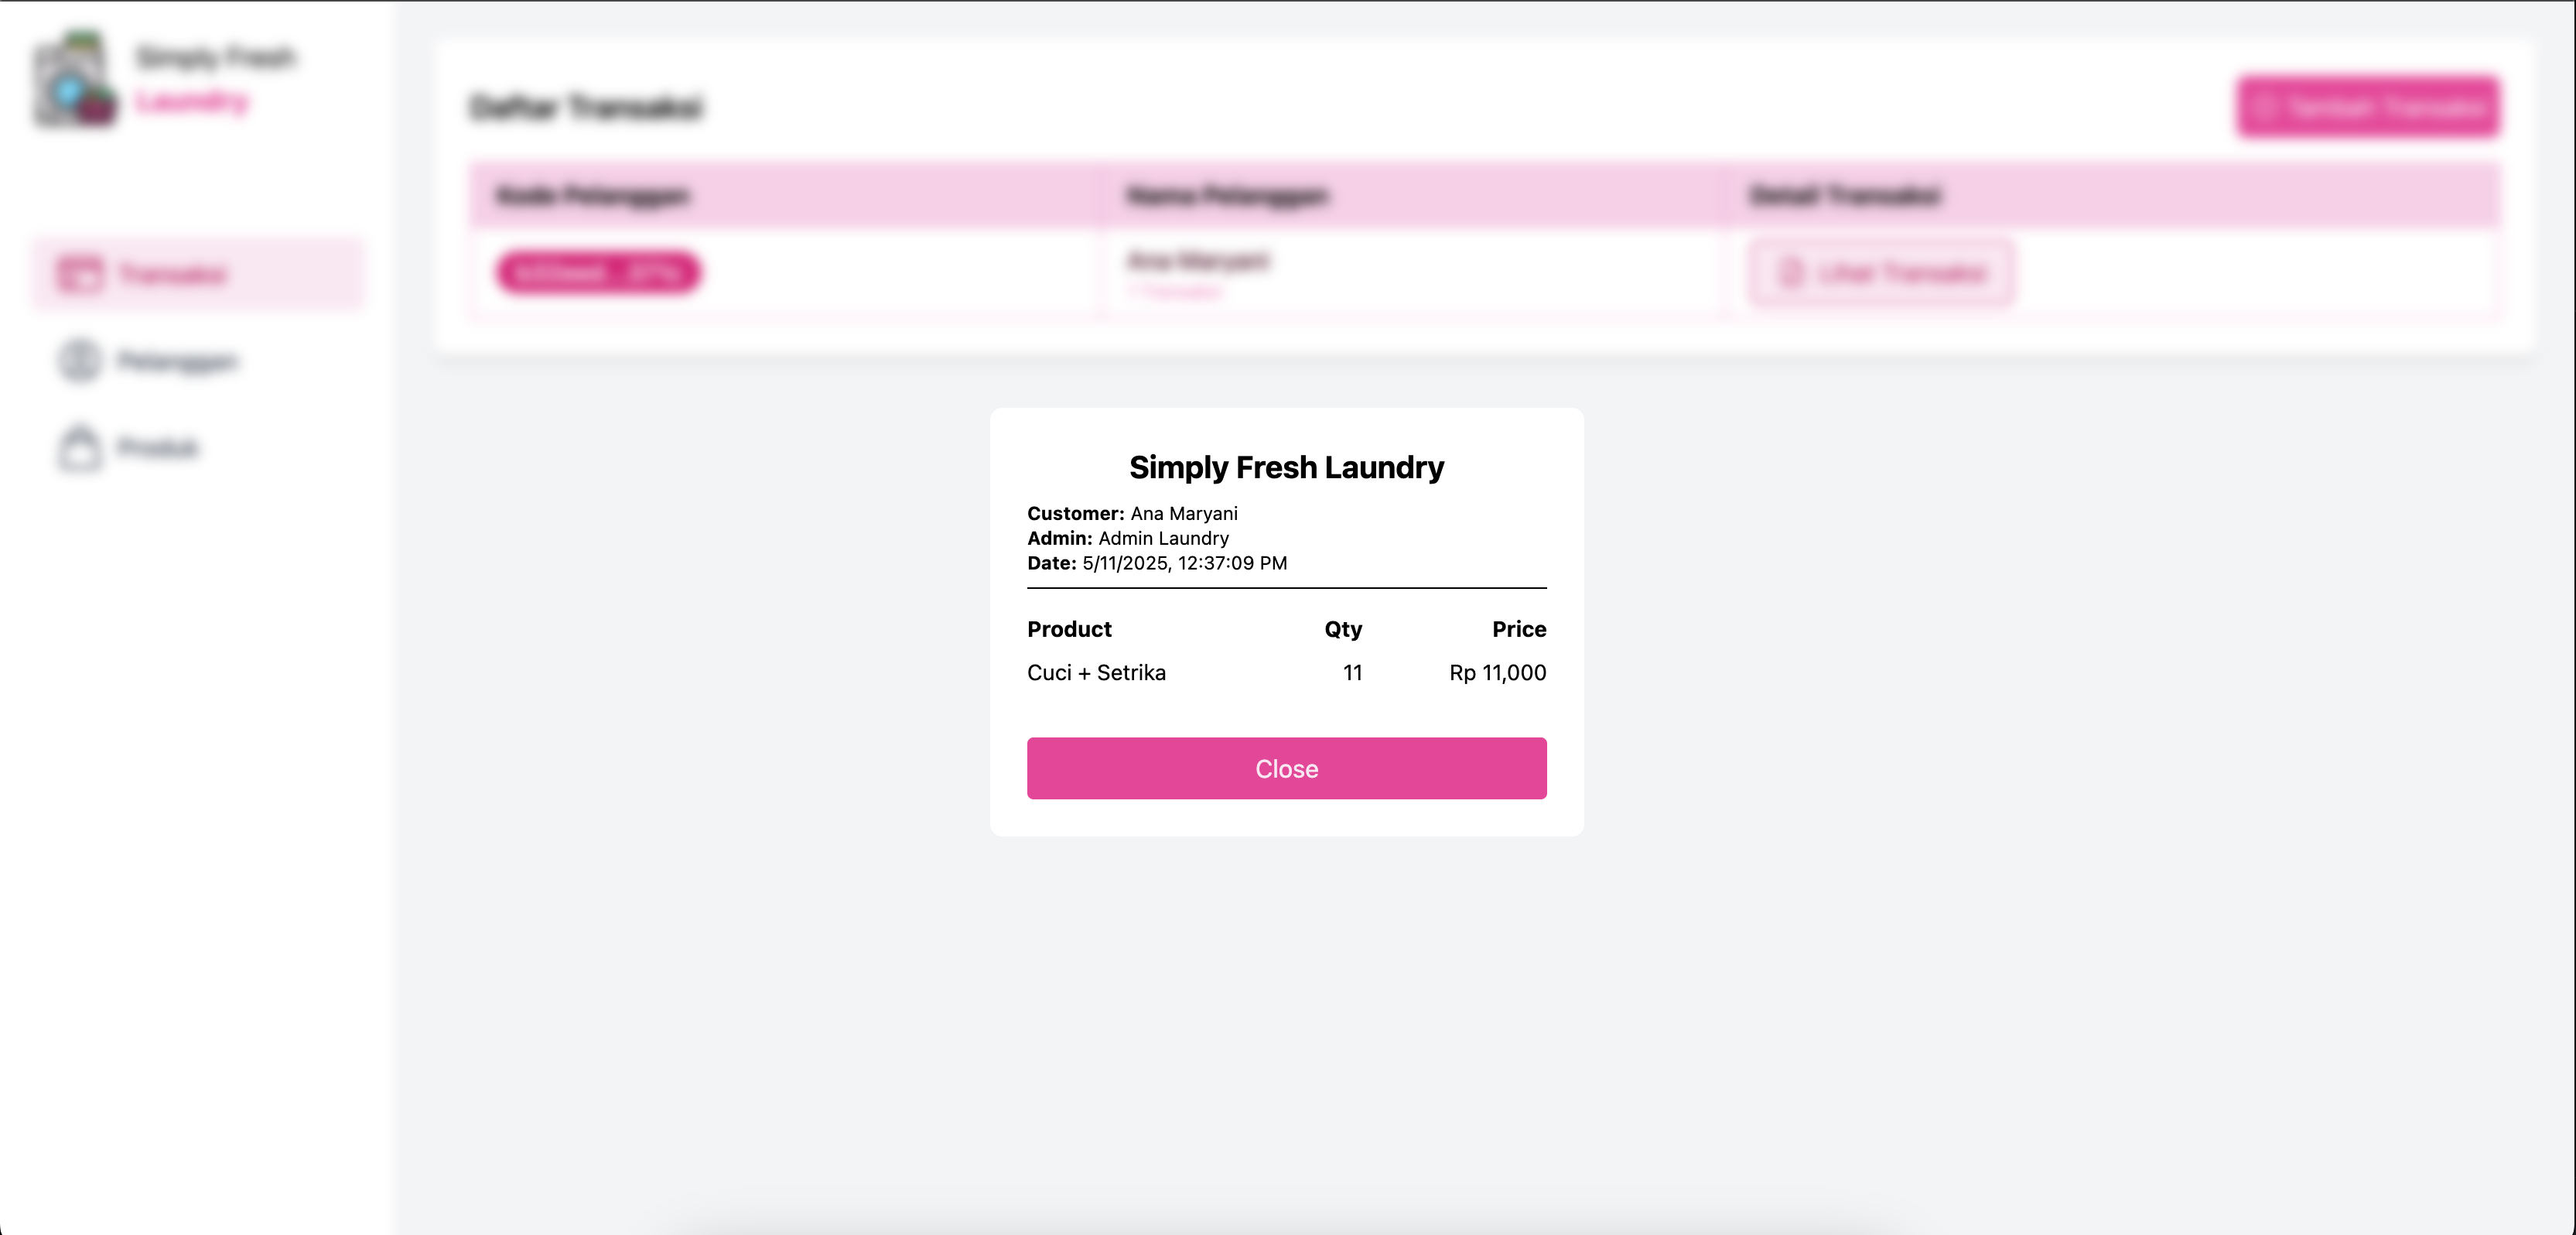 Simply Fresh
Laundry
Transaksi
Pelanggan
Produk
Daftar Transaksi
Tambah Transaksi
Kode Pelanggan
Nama Pelanggan
Detail Transaksi
Ana Maryani
Lihat Transaksi
Simply Fresh Laundry
Customer: Ana Maryani
Admin: Admin Laundry
Date: 5/11/2025, 12:37:09 PM
Product Qty Price
Cuci + Setrika 11 Rp 11,000
Close